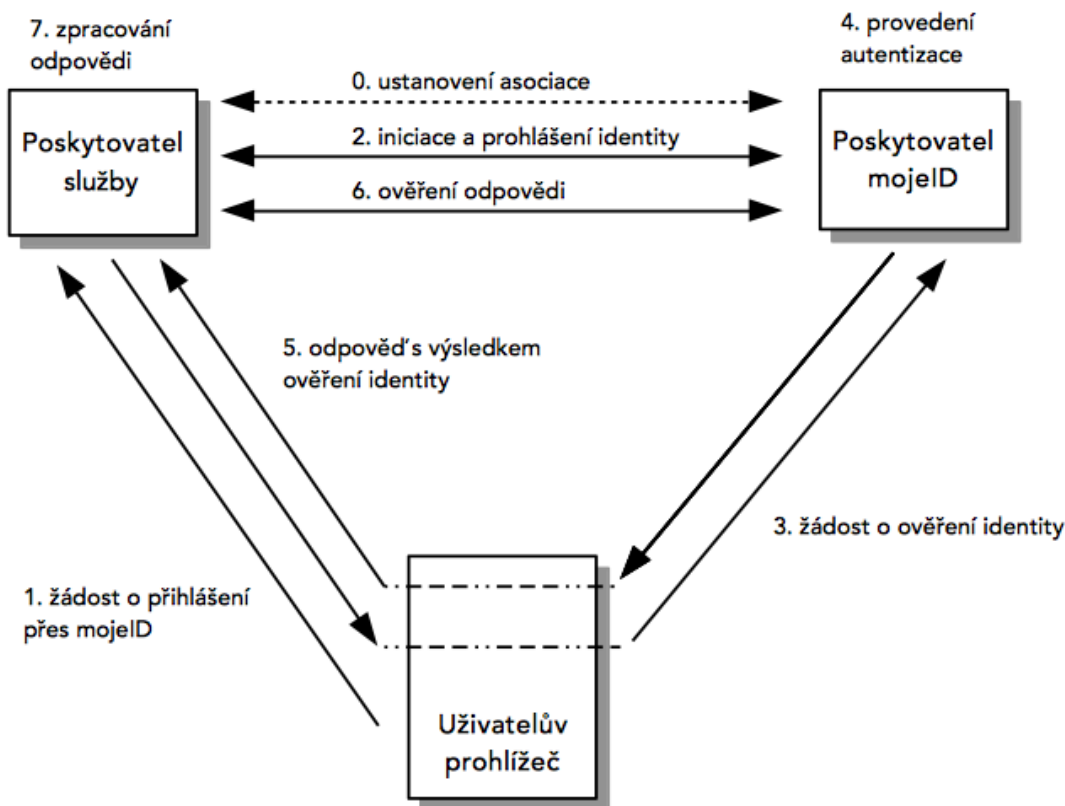 7. zpracování
odpovědi
4. provedení
autentizace
0. ustanovení asociace
Poskytovatel
služby
2. iniciace a prohlášení identity
Poskytovatel
mojeID
6. ověření odpovědi
5. odpověď s výsledkem
ověření identity
3. žádost o ověření identity
1. žádost o přihlášení
přes mojeID
Uživatelův
prohlížeč